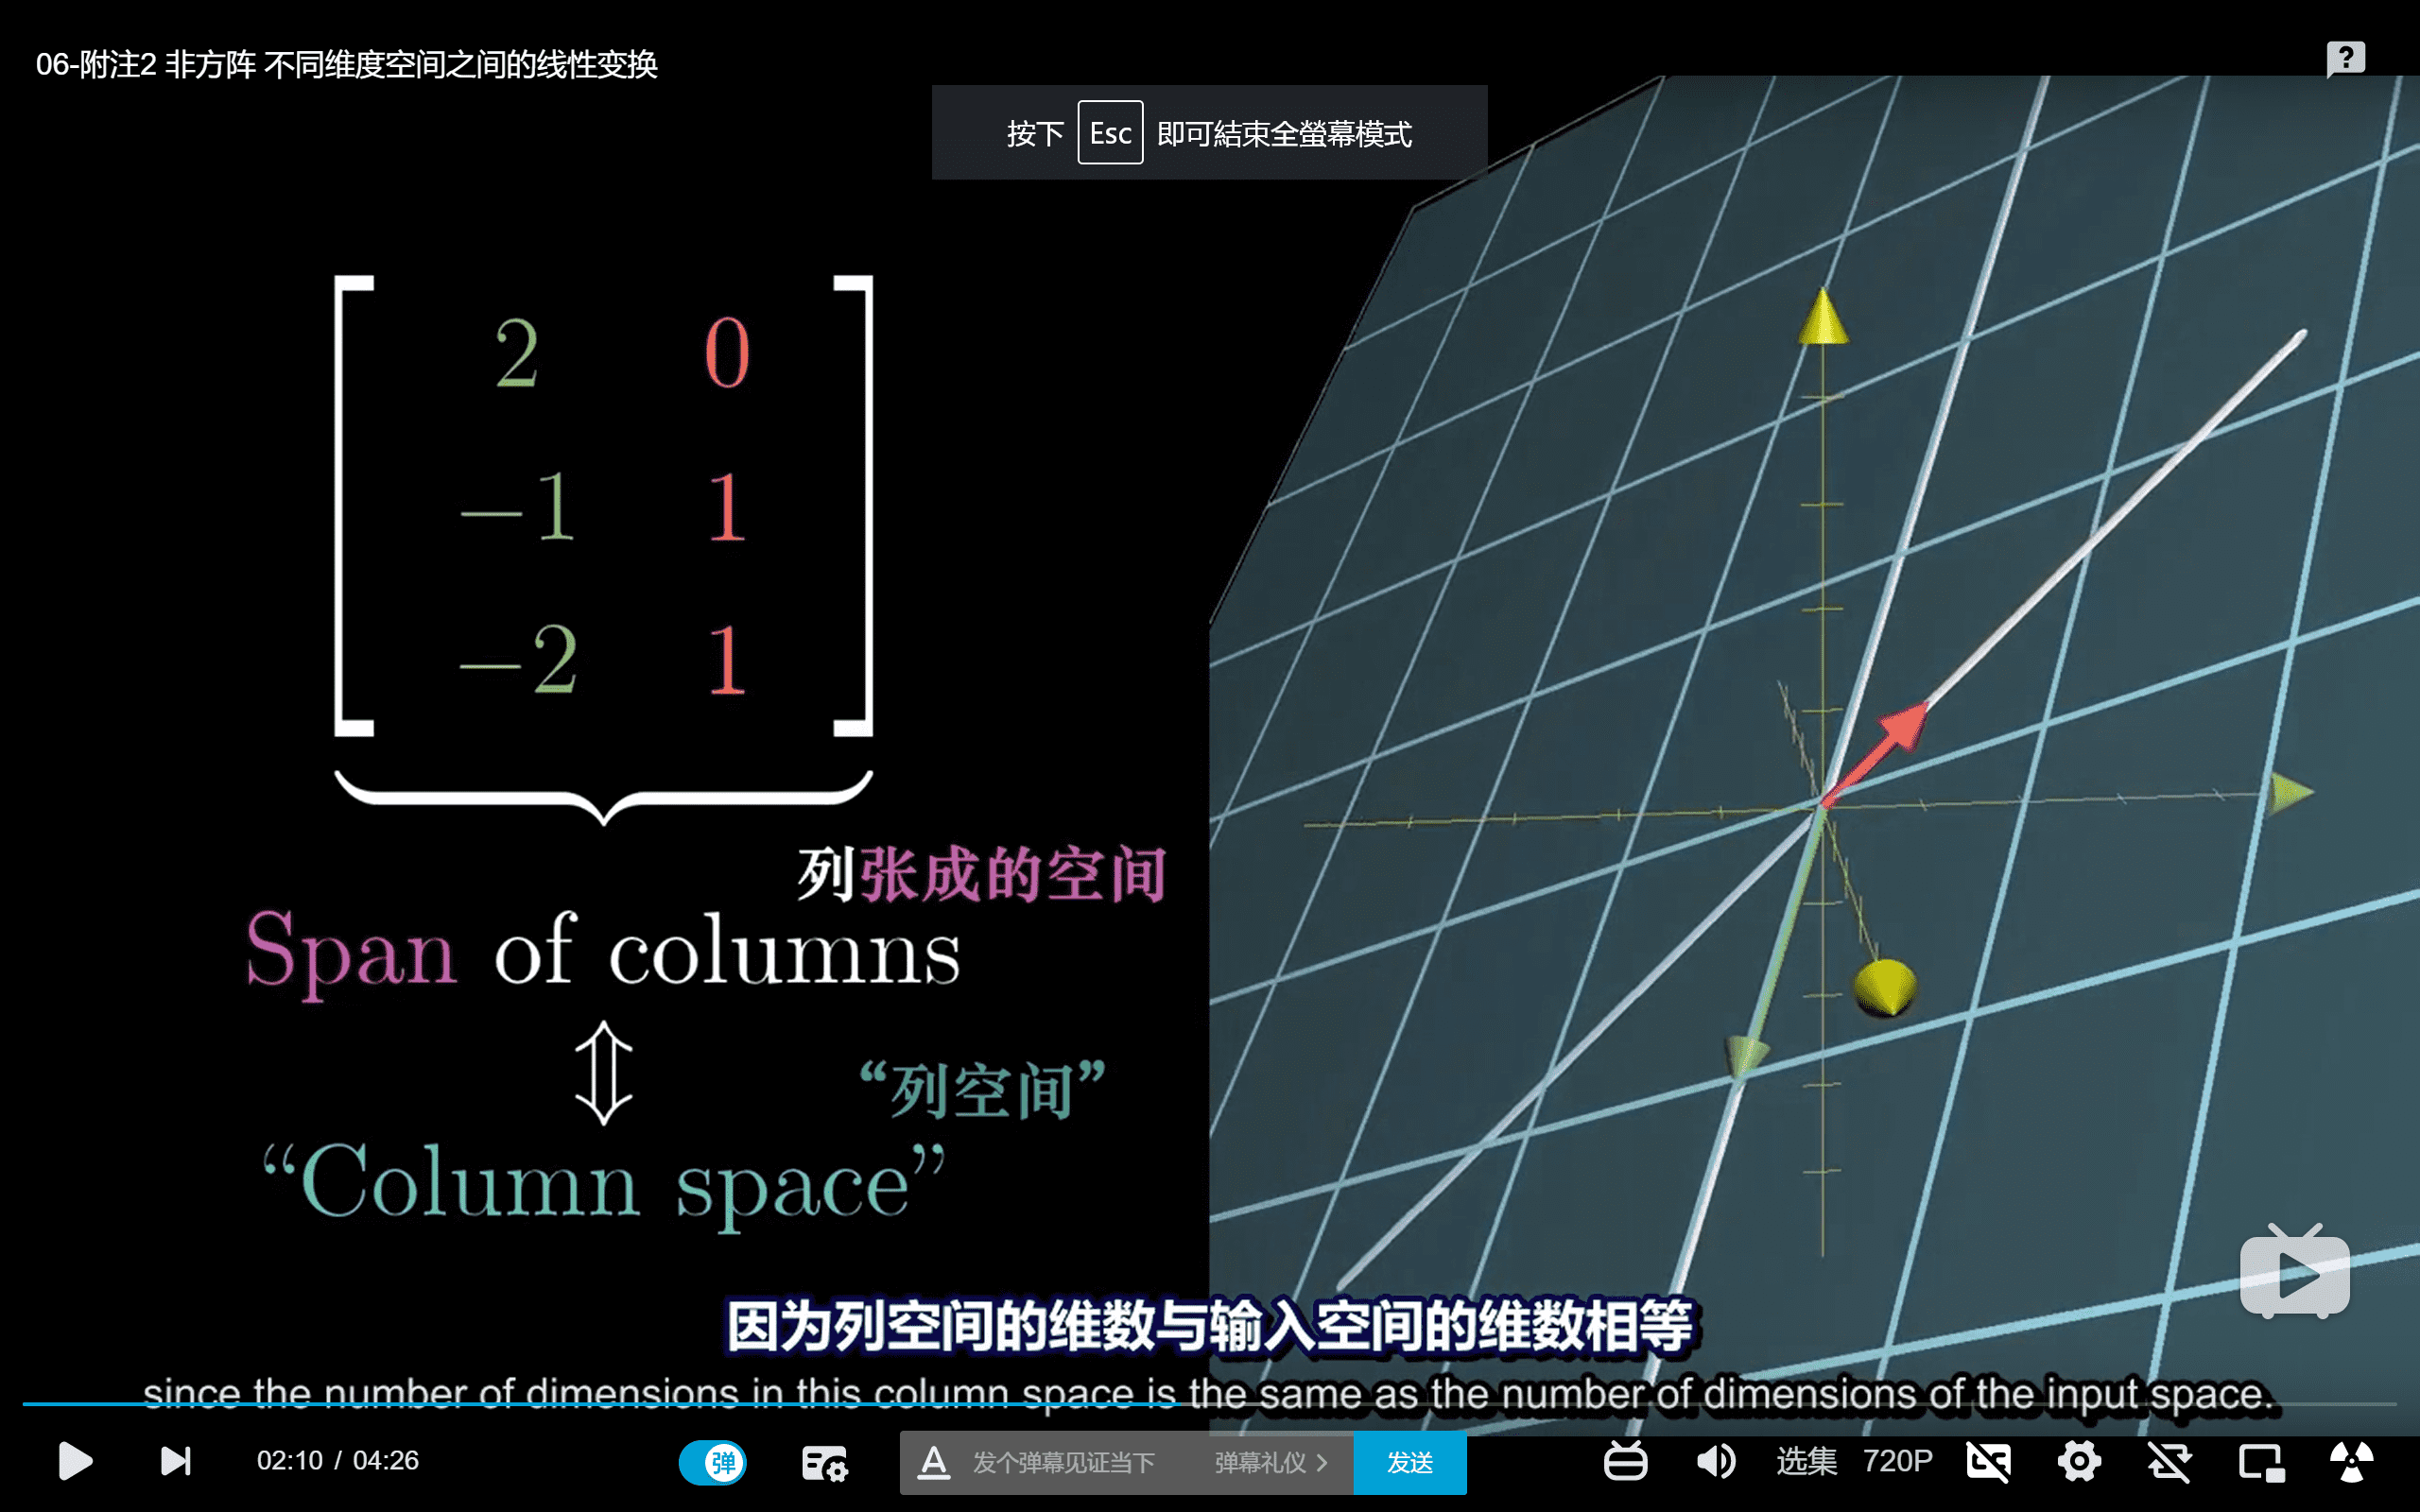 06-附注2 非方阵 不同维度空间之间的线性变换
按下 Esc 即可結束全螢幕模式
2 0
−1 1
−2 1
列张成的空间
Span of columns
“列空间”
“Column space”
因为列空间的维数与输入空间的维数相等
since the number of dimensions in this column space is the same as the number of dimensions of the input space.
02:10 / 04:26 弹 A 发个弹幕见证当下 弹幕礼仪 发送 选集 720P